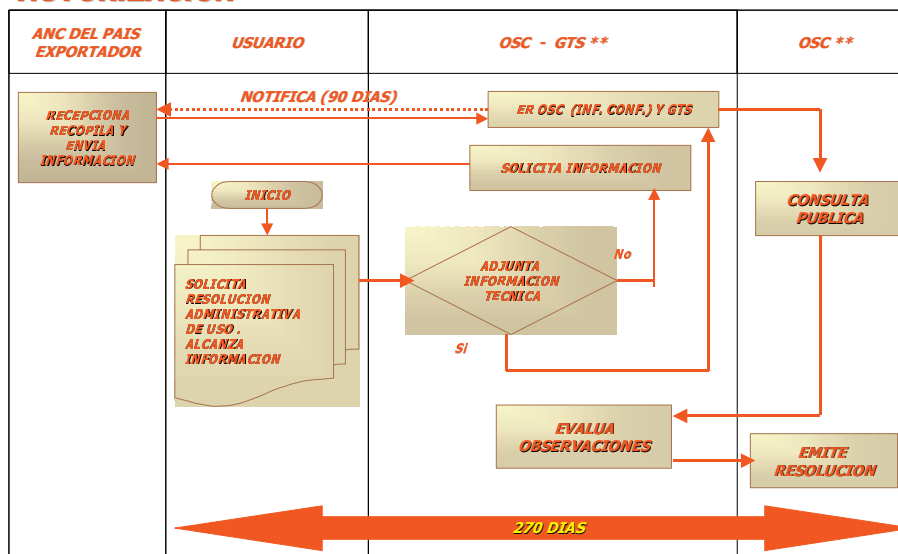 ANC DEL PAIS
EXPORTADOR
USUARIO
OSC - GTS **
OSC **
NOTIFICA (90 DIAS)
RECEPCIONA
RECOPILA Y
ENVIA
INFORMACION
ER OSC (INF. CONF.) Y GTS
SOLICITA INFORMACION
INICIO
CONSULTA
PUBLICA
SOLICITA
RESOLUCION
ADMINISTRATIVA
DE USO .
ALCANZA
INFORMACION
ADJUNTA
INFORMACION
TECNICA
No
Si
EVALUA
OBSERVACIONES
EMITE
RESOLUCION
270 DIAS